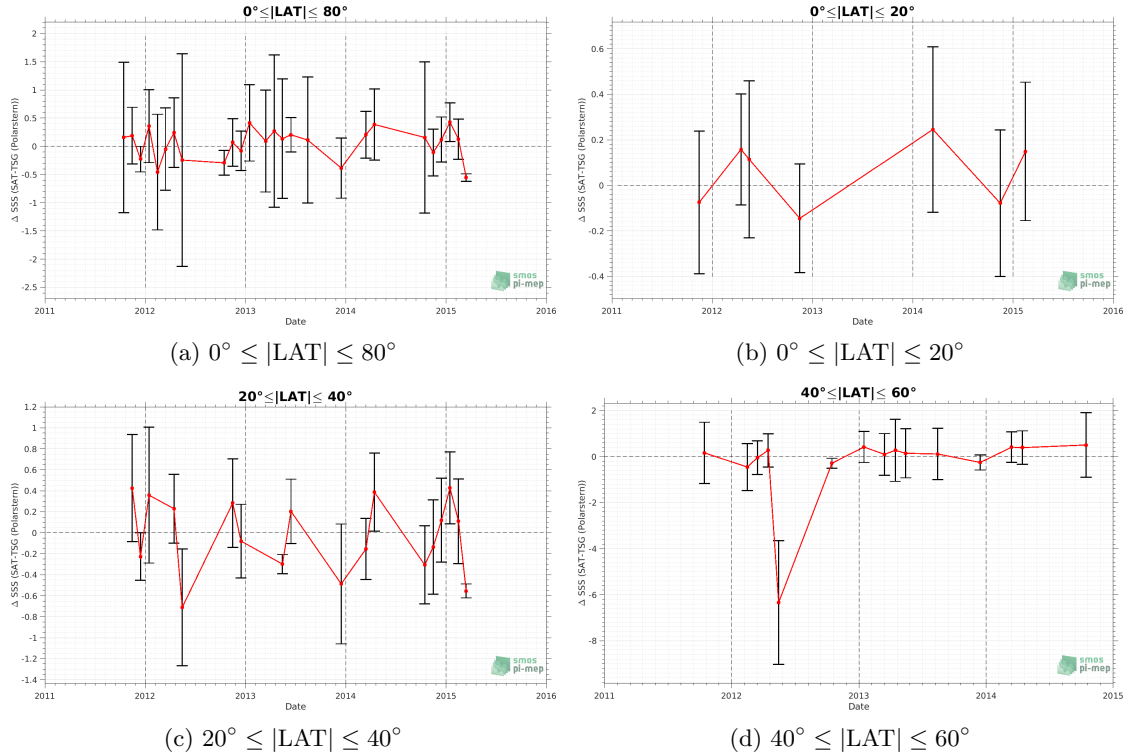 0°≤|LAT|≤ 80°
Δ SSS (SAT-TSG (Polarstern))
2
1.5
1
0.5
0
-0.5
-1
-1.5
-2
-2.5
2011 2012 2013 2014 2015 2016
Date
smos
pi-mep
(a) 0° ≤ |LAT| ≤ 80°
0°≤|LAT|≤ 20°
Δ SSS (SAT-TSG (Polarstern))
0.6
0.4
0.2
0
-0.2
-0.4
2011 2012 2013 2014 2015 2016
Date
smos
pi-mep
(b) 0° ≤ |LAT| ≤ 20°
20°≤|LAT|≤ 40°
Δ SSS (SAT-TSG (Polarstern))
1.2
1
0.8
0.6
0.4
0.2
0
-0.2
-0.4
-0.6
-0.8
-1
-1.2
-1.4
2011 2012 2013 2014 2015 2016
Date
smos
pi-mep
(c) 20° ≤ |LAT| ≤ 40°
40°≤|LAT|≤ 60°
Δ SSS (SAT-TSG (Polarstern))
2
0
-2
-4
-6
-8
2011 2012 2013 2014 2015
Date
smos
pi-mep
(d) 40° ≤ |LAT| ≤ 60°